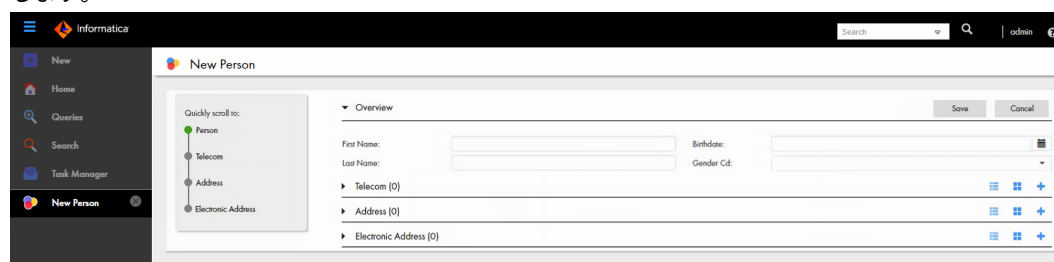 Informatica
Search
admin
New
Home
Queries
Search
Task Manager
New Person
New Person
Quickly scroll to:
Person
Telecom
Address
Electronic Address
Overview
Save
Cancel
First Name:
Birthdate:
Last Name:
Gender Cd:
Telecom (0)
Address (0)
Electronic Address (0)